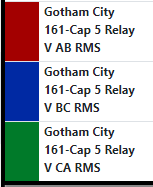 Gotham City
161-Cap 5 Relay
V AB RMS
Gotham City
161-Cap 5 Relay
V BC RMS
Gotham City
161-Cap 5 Relay
V CA RMS